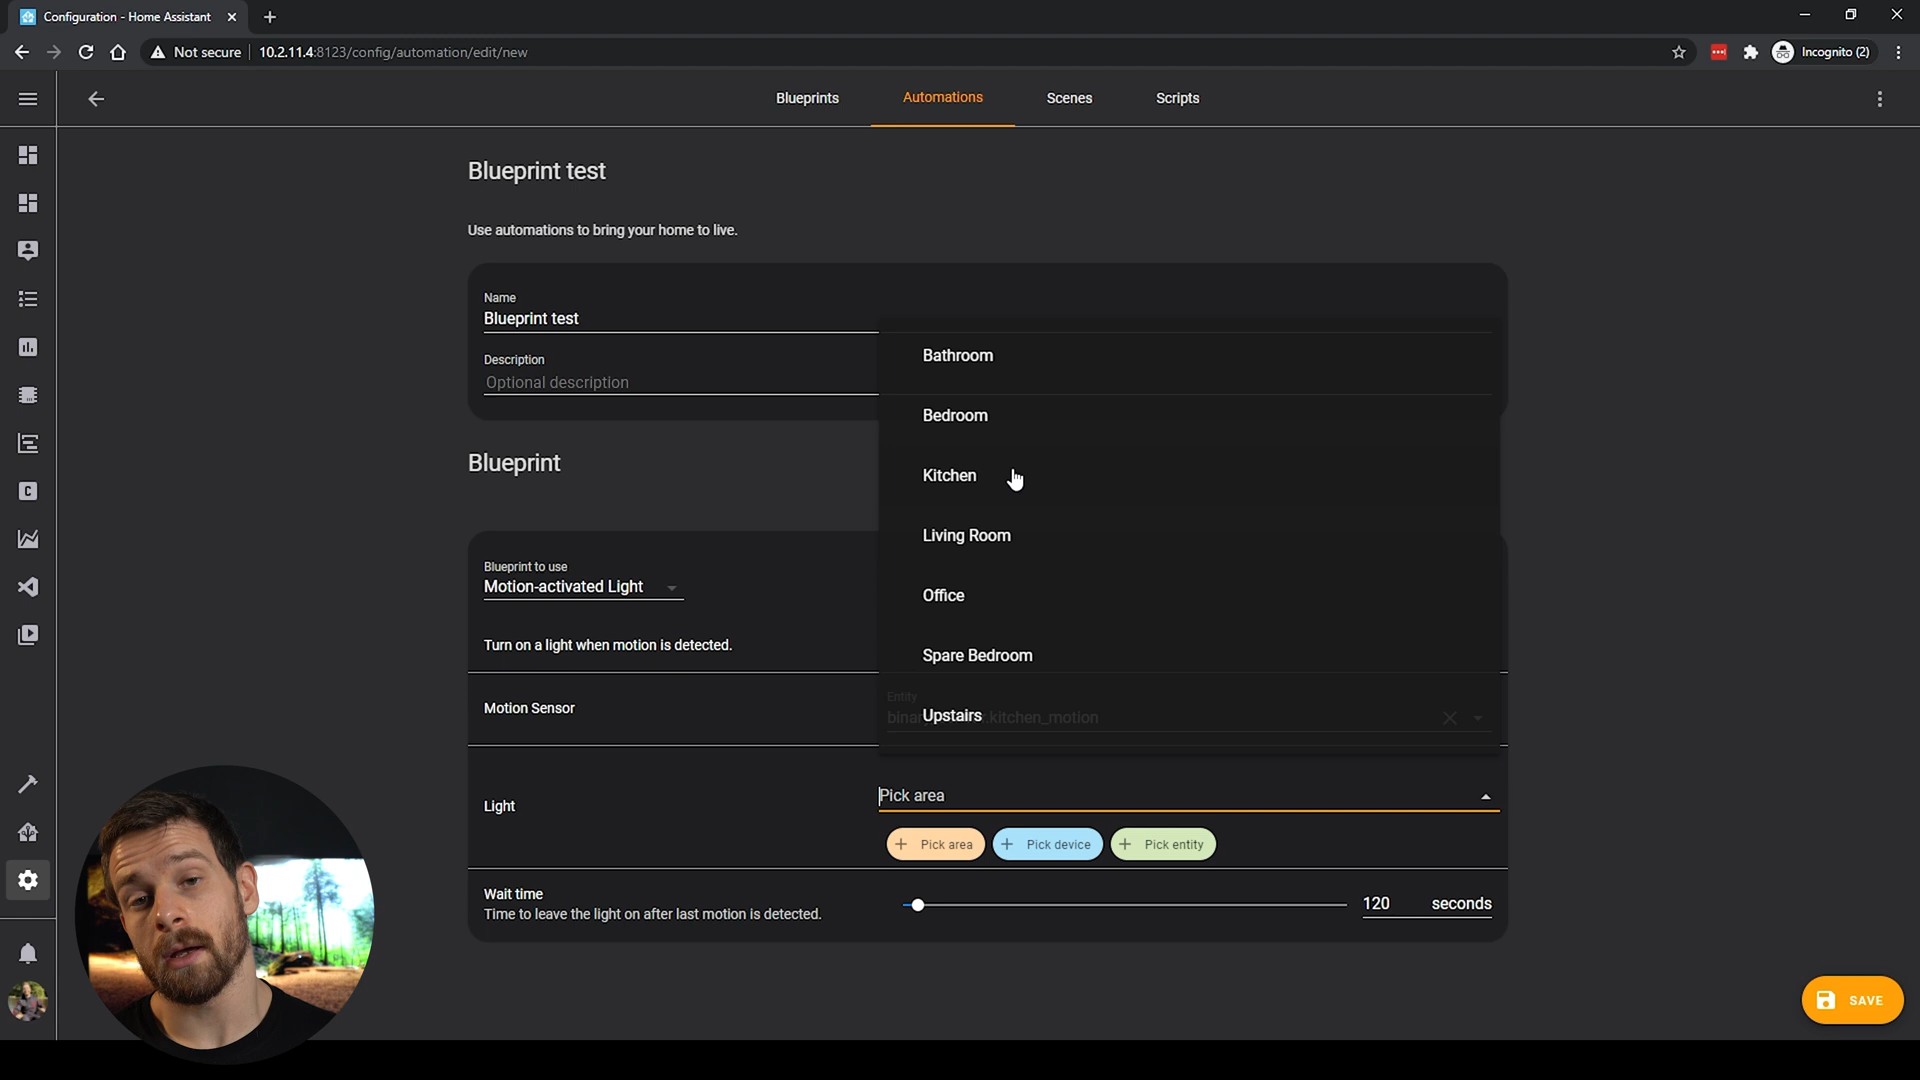 Configuration - Home Assistant
Not secure 10.2.11.4:8123/config/automation/edit/new
Incognito (2)
Blueprints Automations Scenes Scripts
Blueprint test
Use automations to bring your home to live.
Name
Blueprint test
Description
Optional description
Bathroom
Bedroom
Kitchen
Living Room
Office
Spare Bedroom
Upstairs
Blueprint
Blueprint to use
Motion-activated Light
Turn on a light when motion is detected.
Motion Sensor
Entity
kitchen_motion
Light
Pick area
Pick area Pick device Pick entity
Wait time
Time to leave the light on after last motion is detected.
120 seconds
SAVE